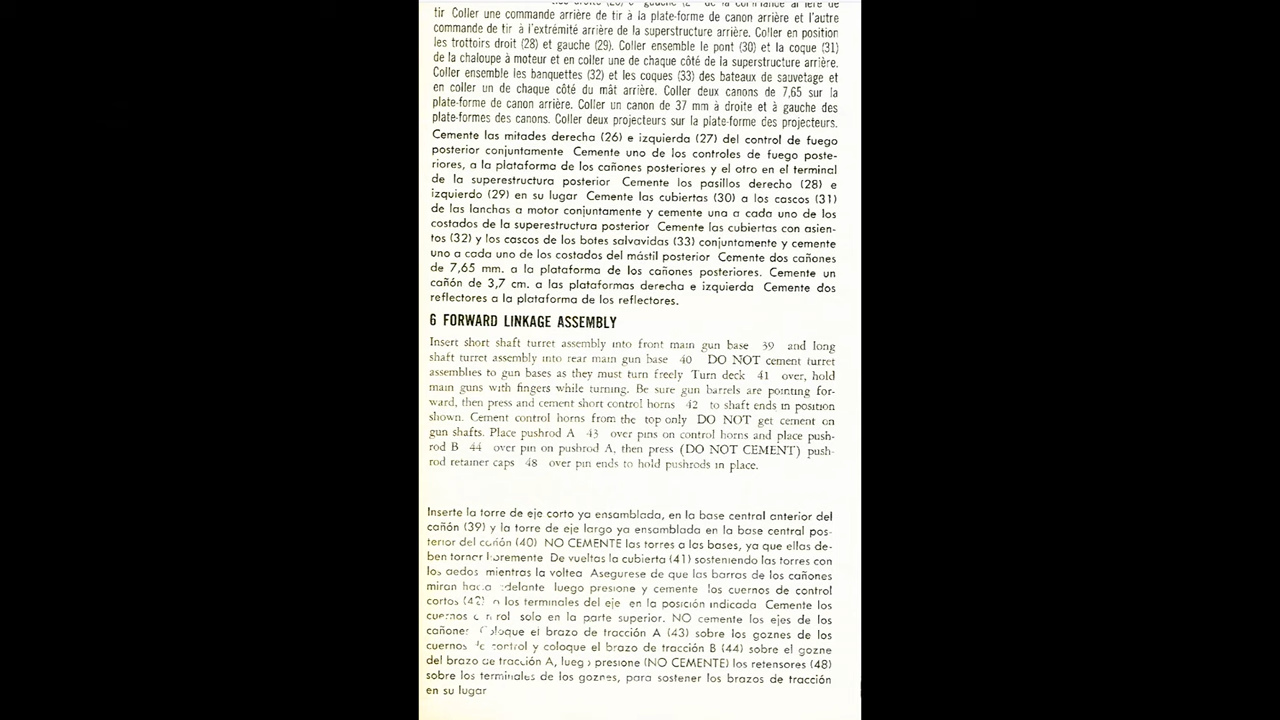 tir Coller une commande arrière de tir à la plate-forme de canon arrière et l'autre
commande de tir à l'extrémité arrière de la superstructure arrière. Coller en position
les trottoirs droit (28) et gauche (29). Coller ensemble le pont (30) et la coque (31)
de la chaloupe à moteur et en coller une de chaque côté de la superstructure arrière.
Coller ensemble les banquettes (32) et les coques (33) des bateaux de sauvetage et
en coller un de chaque côté du mât arrière. Coller deux canons de 7,65 sur la
plate-forme de canon arrière. Coller un canon de 37 mm à droite et à gauche des
plate-formes des canons. Coller deux projecteurs sur la plate-forme des projecteurs.
Cemente las mitades derecha (26) e izquierda (27) del control de fuego
posterior conjuntamente Cemente uno de los controles de fuego poste-
riores, a la plataforma de los cañones posteriores y el otro en el terminal
de la superestructura posterior Cemente los pasillos derecho (28) e
izquierdo (29) en su lugar Cemente las cubiertas (30) a los cascos (31)
de las lanchas a motor conjuntamente y cemente una a cada uno de los
costados de la superestructura posterior Cemente las cubiertas con asien-
tos (32) y los cascos de los botes salvavidas (33) conjuntamente y cemente
uno a cada uno de los costados del mástil posterior Cemente dos cañones
de 7,65 mm. a la plataforma de los cañones posteriores. Cemente un
cañón de 3,7 cm. a las plataformas derecha e izquierda Cemente dos
reflectores a la plataforma de los reflectores.
6 FORWARD LINKAGE ASSEMBLY
Insert short shaft turret assembly into front main gun base 39 and long
shaft turret assembly into rear main gun base 40 DO NOT cement turret
assemblies to gun bases as they must turn freely Turn deck 41 over, hold
main guns with fingers while turning. Be sure gun barrels are pointing for-
ward, then press and cement short control horns 42 to shaft ends in position
shown. Cement control horns from the top only DO NOT get cement on
gun shafts. Place pushrod A 43 over pins on control horns and place push-
rod B 44 over pin on pushrod A, then press (DO NOT CEMENT) push-
rod retainer caps 48 over pin ends to hold pushrods in place.
Inserte la torre de eje corto ya ensamblada, en la base central anterior del
cañón (39) y la torre de eje largo ya ensamblada en la base central pos-
terior del cañón (40) NO CEMENTE las torres a las bases, ya que ellas de-
ben torner De vueltas la cubierta (41) sosteniendo las torres con
los dedos mientras la voltea Asegurese de que las barras de los cañones
miran hacia luego presione y cemente los cuernos de control
cortos (42) a los terminales del eje en la posición indicada Cemente los
cuernos solo en la parte superior. NO cemente los ejes de los
cañones Coloque el brazo de tracción A (43) sobre los goznes de los
cuernos control y coloque el brazo de tracción B (44) sobre el gozne
del brazo de tracción A, luego presione (NO CEMENTE) los retensores (48)
sobre los terminales de los goznes, para sostener los brazos de tracción
en su lugar